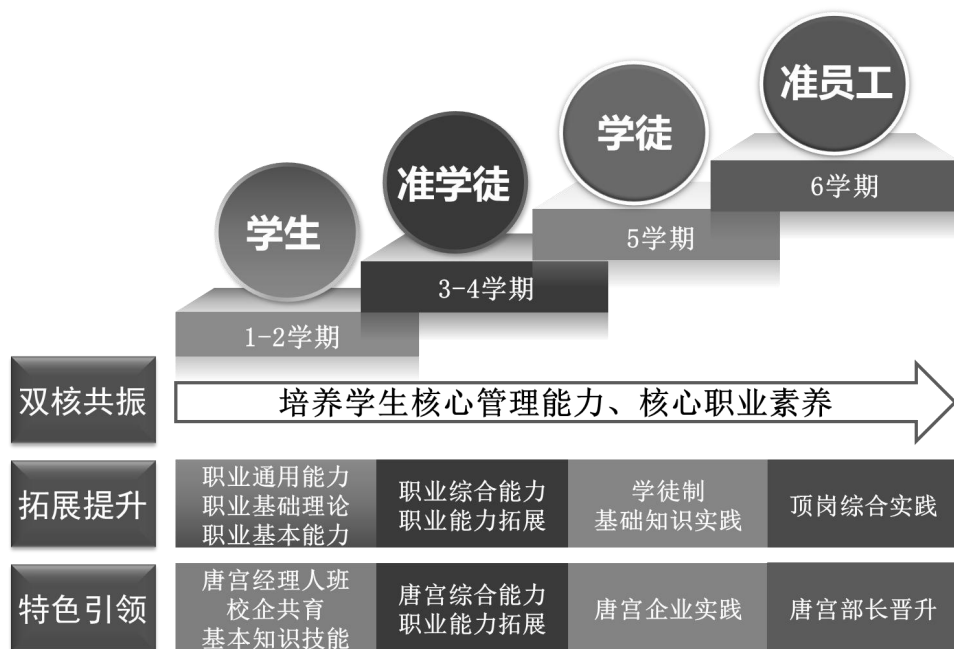 准员工
学徒
准学徒
学生
6学期
5学期
3-4学期
1-2学期
双核共振
培养学生核心管理能力、核心职业素养
拓展提升
职业通用能力
职业基础理论
职业基本能力
职业综合能力
职业能力拓展
学徒制
基础知识实践
顶岗综合实践
特色引领
唐宫经理人班
校企共育
基本知识技能
唐宫综合能力
职业能力拓展
唐宫企业实践
唐宫部长晋升